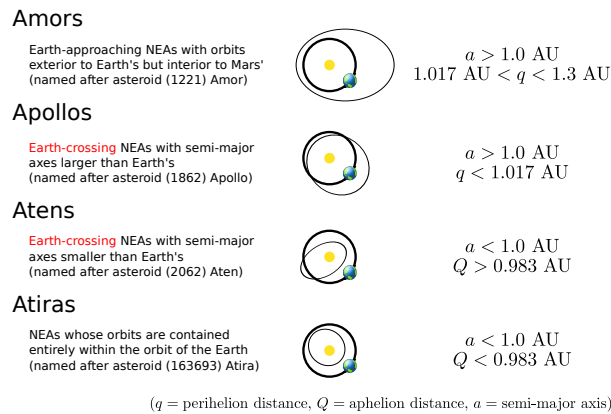 Amors
Earth-approaching NEAs with orbits
exterior to Earth's but interior to Mars'
(named after asteroid (1221) Amor)
a > 1.0 AU
1.017 AU < q < 1.3 AU
Apollos
Earth-crossing NEAs with semi-major
axes larger than Earth's
(named after asteroid (1862) Apollo)
a > 1.0 AU
q < 1.017 AU
Atens
Earth-crossing NEAs with semi-major
axes smaller than Earth's
(named after asteroid (2062) Aten)
a < 1.0 AU
Q > 0.983 AU
Atiras
NEAs whose orbits are contained
entirely within the orbit of the Earth
(named after asteroid (163693) Atira)
a < 1.0 AU
Q < 0.983 AU
(q = perihelion distance, Q = aphelion distance, a = semi-major axis)